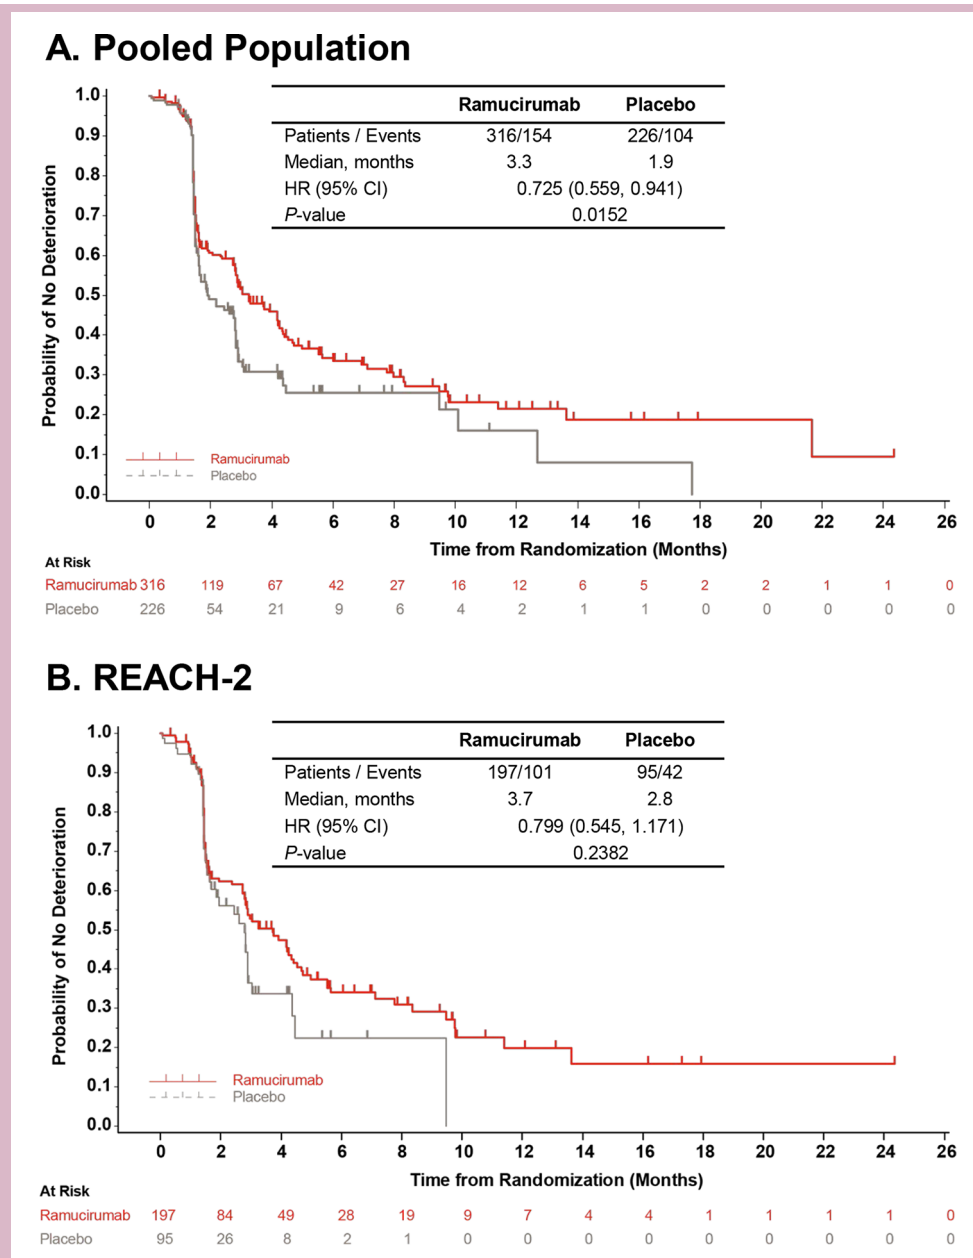 A. Pooled Population
Ramucirumab Placebo
Patients / Events 316/154 226/104
Median, months 3.3 1.9
HR (95% CI) 0.725 (0.559, 0.941)
P-value 0.0152
Probability of No Deterioration
1.0
0.9
0.8
0.7
0.6
0.5
0.4
0.3
0.2
0.1
0.0
Ramucirumab
Placebo
0 2 4 6 8 10 12 14 16 18 20 22 24 26
Time from Randomization (Months)
At Risk
Ramucirumab 316 119 67 42 27 16 12 6 5 2 2 1 1 0
Placebo 226 54 21 9 6 4 2 1 1 0 0 0 0 0
B. REACH-2
Ramucirumab Placebo
Patients / Events 197/101 95/42
Median, months 3.7 2.8
HR (95% CI) 0.799 (0.545, 1.171)
P-value 0.2382
Probability of No Deterioration
1.0
0.9
0.8
0.7
0.6
0.5
0.4
0.3
0.2
0.1
0.0
Ramucirumab
Placebo
0 2 4 6 8 10 12 14 16 18 20 22 24 26
Time from Randomization (Months)
At Risk
Ramucirumab 197 84 49 28 19 9 7 4 4 1 1 1 1 0
Placebo 95 26 8 2 1 0 0 0 0 0 0 0 0 0